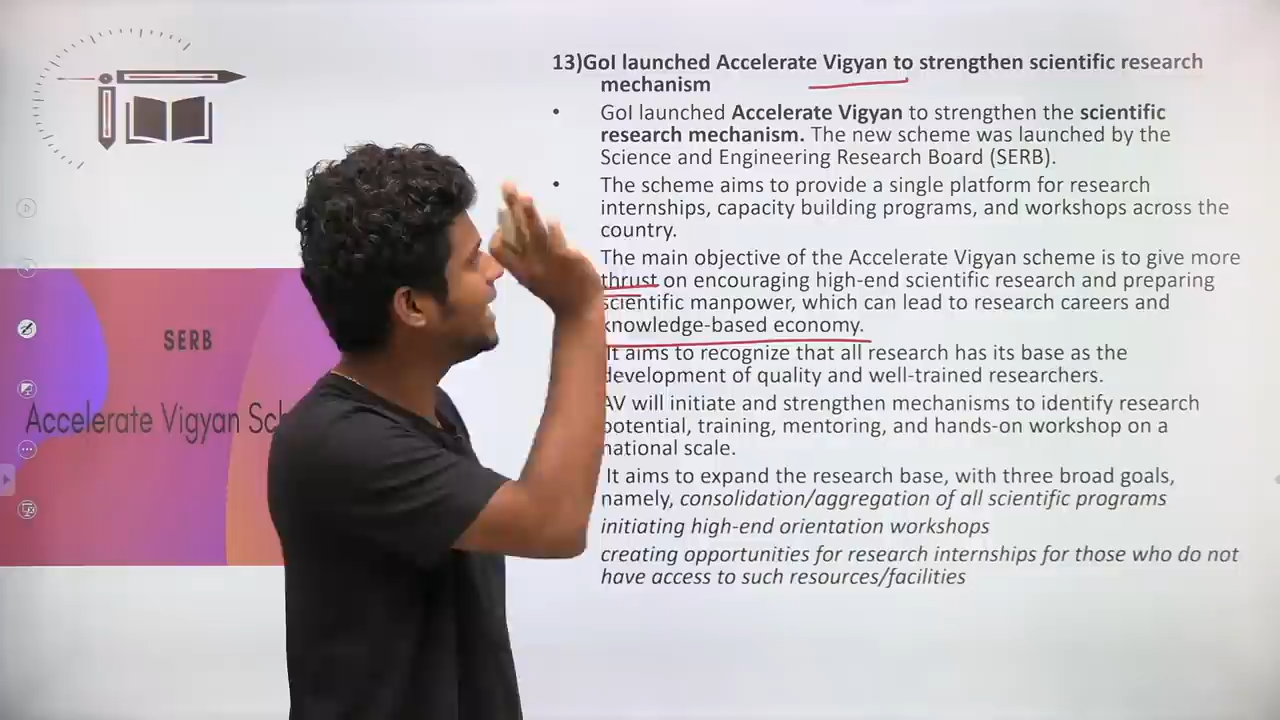 13)GoI launched Accelerate Vigyan to strengthen scientific research
mechanism
• GoI launched Accelerate Vigyan to strengthen the scientific
research mechanism. The new scheme was launched by the
Science and Engineering Research Board (SERB).
• The scheme aims to provide a single platform for research
internships, capacity building programs, and workshops across the
country.
The main objective of the Accelerate Vigyan scheme is to give more
thrust on encouraging high-end scientific research and preparing
scientific manpower, which can lead to research careers and
knowledge-based economy.
It aims to recognize that all research has its base as the
development of quality and well-trained researchers.
AV will initiate and strengthen mechanisms to identify research
potential, training, mentoring, and hands-on workshop on a
national scale.
It aims to expand the research base, with three broad goals,
namely, consolidation/aggregation of all scientific programs
initiating high-end orientation workshops
creating opportunities for research internships for those who do not
have access to such resources/facilities
SERB
Accelerate Vigyan Sc